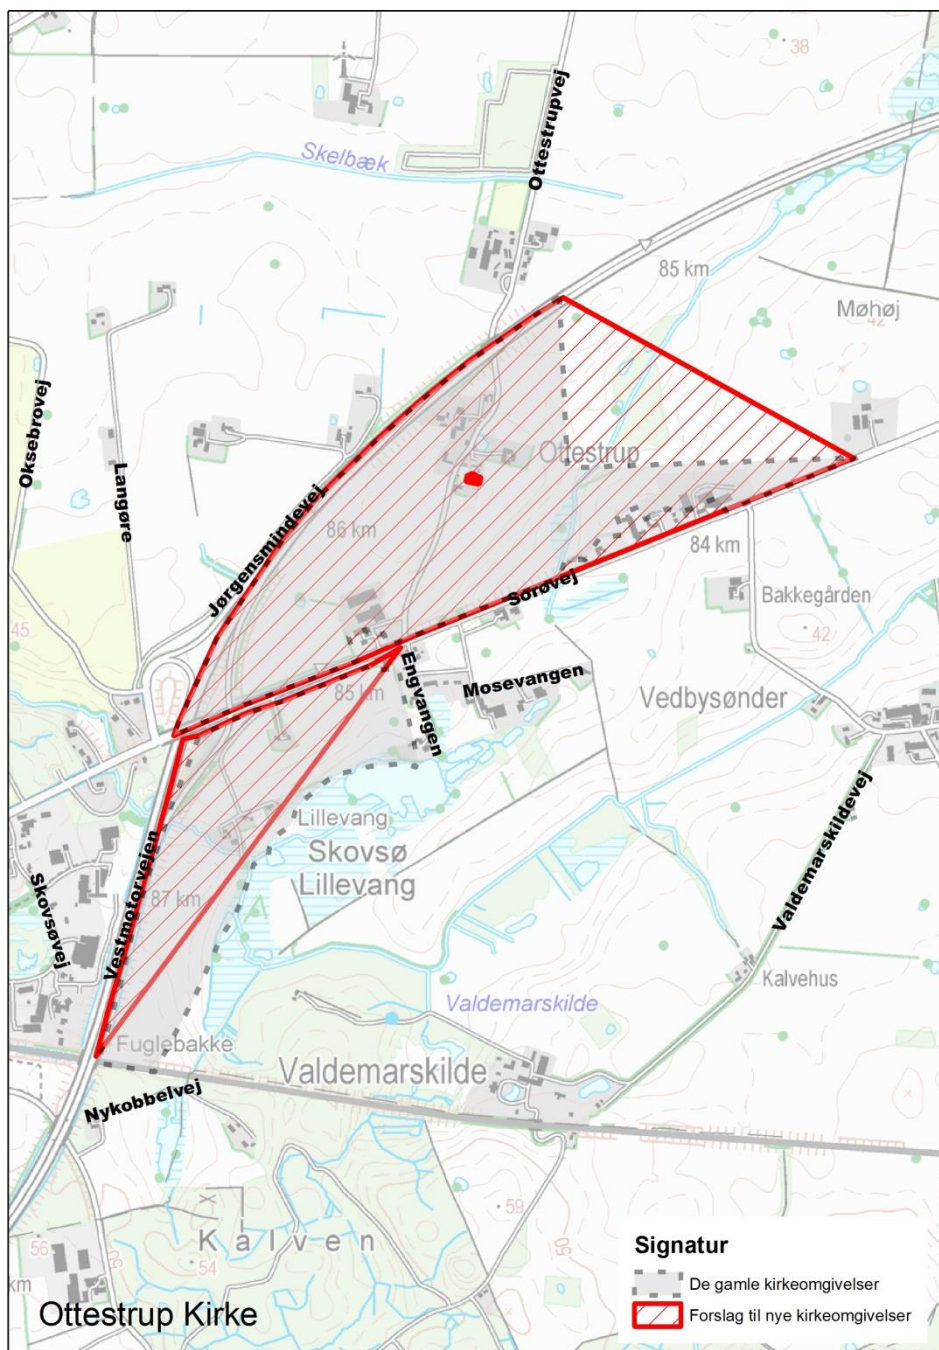 38
Skelbæk
Ottestrupvej
85 km
Møhøj
42
Oksebrovej
Langøre
Ottestrup
86 km
Jørgensmindevej
84 km
Sorøvej
Bakkegården
45
42
85 km
Engvangen
Mosevangen
Vedbysønder
Lillevang
Skovsø
Lillevang
Vestmotorvejen
87 km
Skovsøvej
Valdemarskildevej
Kalvehus
Valdemarskilde
Fuglebakke
Valdemarskilde
Nykobbelvej
59
Kalven
56
54
50
50
km
Signatur
De gamle kirkeomgivelser
Forslag til nye kirkeomgivelser
Ottestrup Kirke